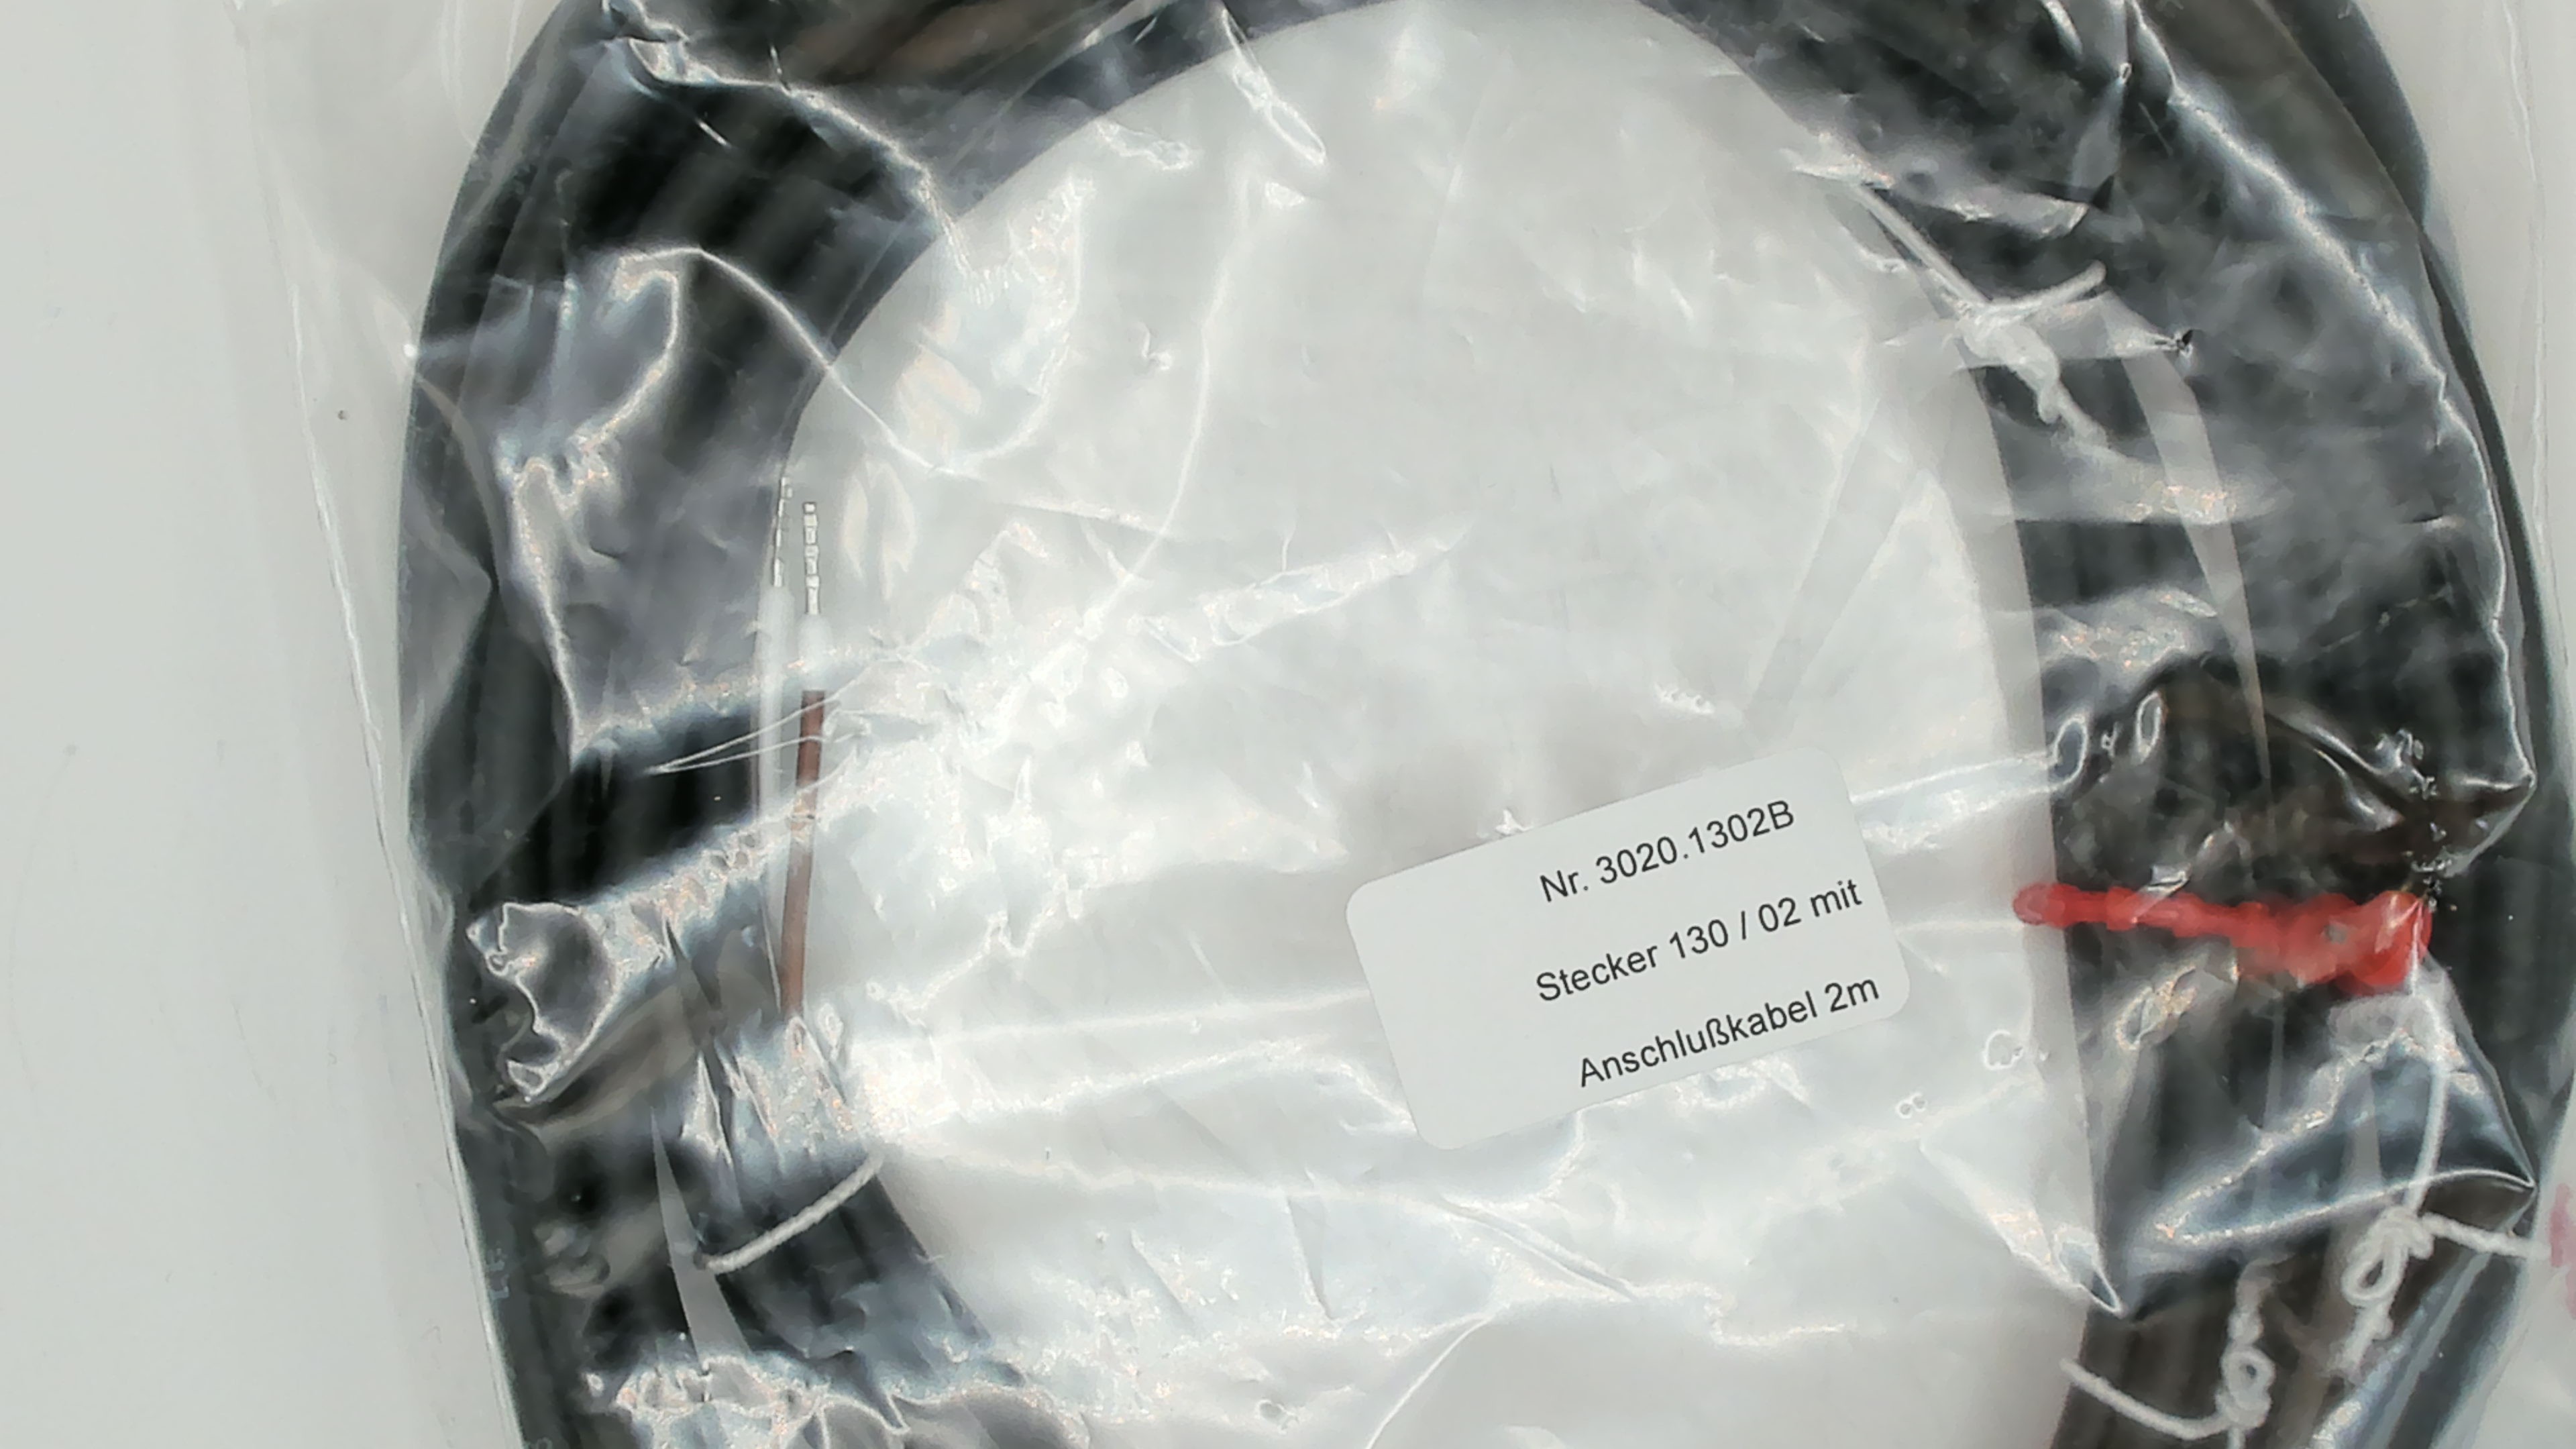 Nr. 3020.1302B
Stecker 130 / 02 mit
Anschlußkabel 2m